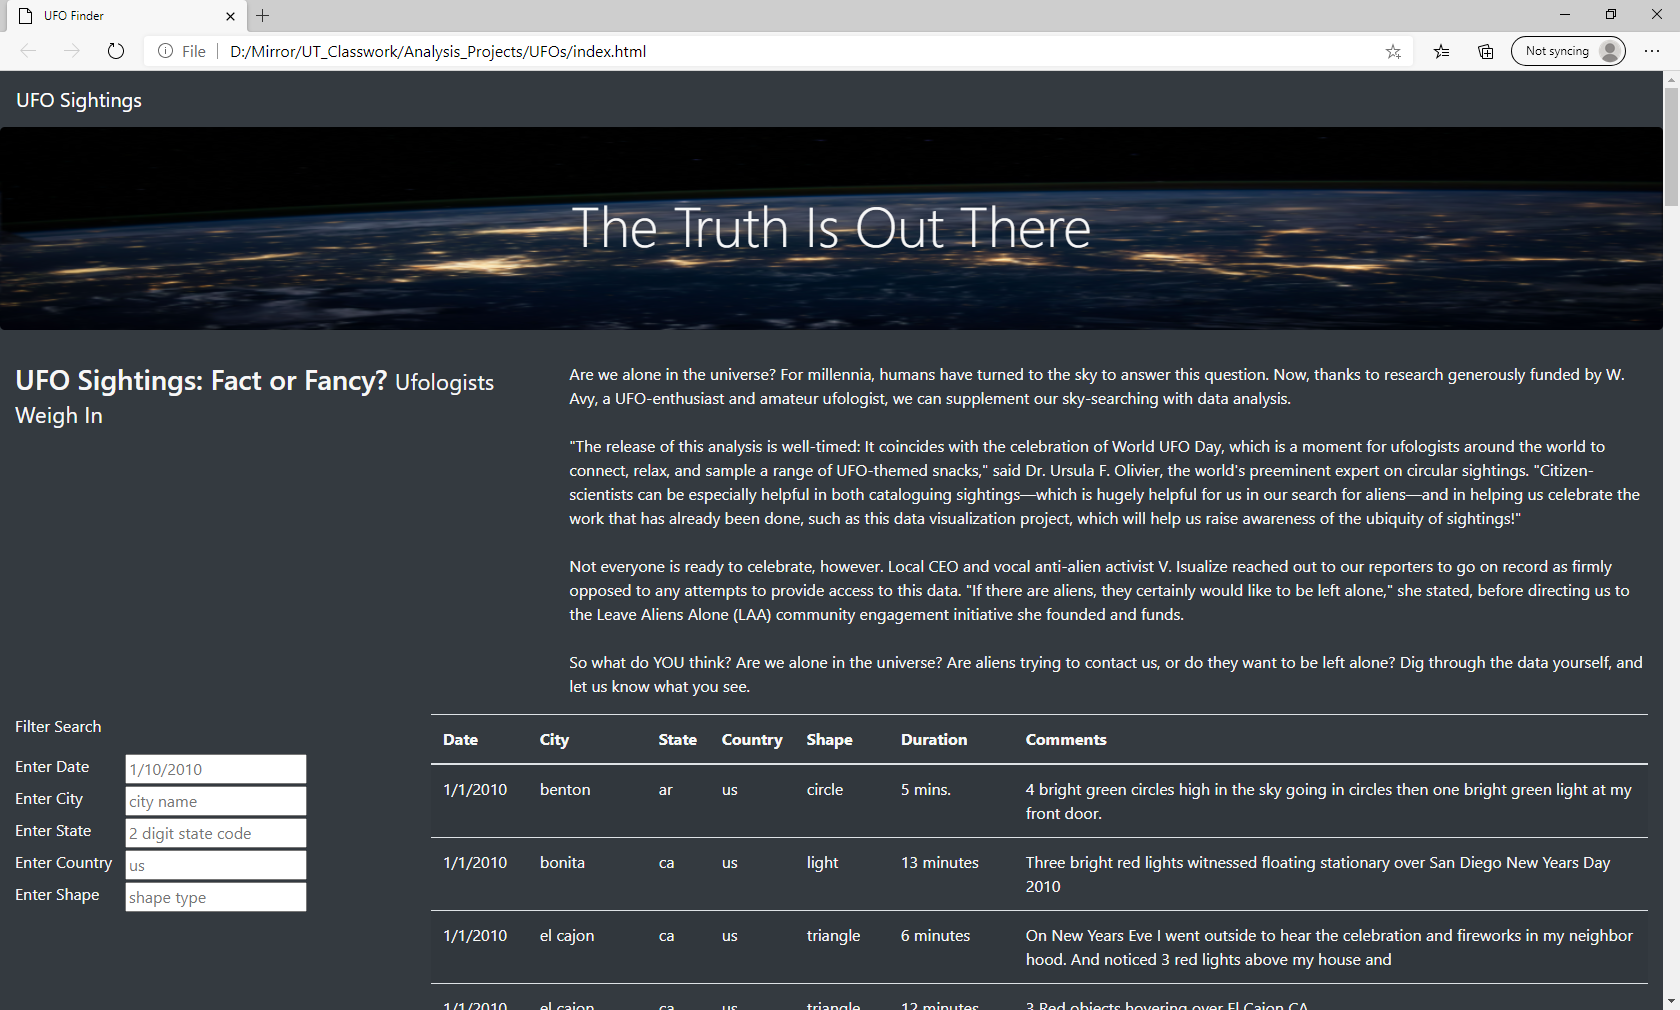 UFO Finder
File
D:/Mirror/UT_Classwork/Analysis_Projects/UFOs/index.html
Not syncing
UFO Sightings
The Truth Is Out There
UFO Sightings: Fact or Fancy? Ufologists
Weigh In
Are we alone in the universe? For millennia, humans have turned to the sky to answer this question. Now, thanks to research generously funded by W.
Avy, a UFO-enthusiast and amateur ufologist, we can supplement our sky-searching with data analysis.
"The release of this analysis is well-timed: It coincides with the celebration of World UFO Day, which is a moment for ufologists around the world to
connect, relax, and sample a range of UFO-themed snacks," said Dr. Ursula F. Olivier, the world's preeminent expert on circular sightings. "Citizen-
scientists can be especially helpful in both cataloguing sightings—which is hugely helpful for us in our search for aliens—and in helping us celebrate the
work that has already been done, such as this data visualization project, which will help us raise awareness of the ubiquity of sightings!"
Not everyone is ready to celebrate, however. Local CEO and vocal anti-alien activist V. Isualize reached out to our reporters to go on record as firmly
opposed to any attempts to provide access to this data. "If there are aliens, they certainly would like to be left alone," she stated, before directing us to
the Leave Aliens Alone (LAA) community engagement initiative she founded and funds.
So what do YOU think? Are we alone in the universe? Are aliens trying to contact us, or do they want to be left alone? Dig through the data yourself, and
let us know what you see.
Filter Search
Enter Date 1/10/2010
Enter City city name
Enter State 2 digit state code
Enter Country us
Enter Shape shape type
Date City State Country Shape Duration Comments
1/1/2010 benton ar us circle 5 mins. 4 bright green circles high in the sky going in circles then one bright green light at my
front door.
1/1/2010 bonita ca us light 13 minutes Three bright red lights witnessed floating stationary over San Diego New Years Day
2010
1/1/2010 el cajon ca us triangle 6 minutes On New Years Eve I went outside to hear the celebration and fireworks in my neighbor
hood. And noticed 3 red lights above my house and
1/1/2010 el cajon ca us triangle 12 minutes 3 Red objects hovering over El Cajon CA